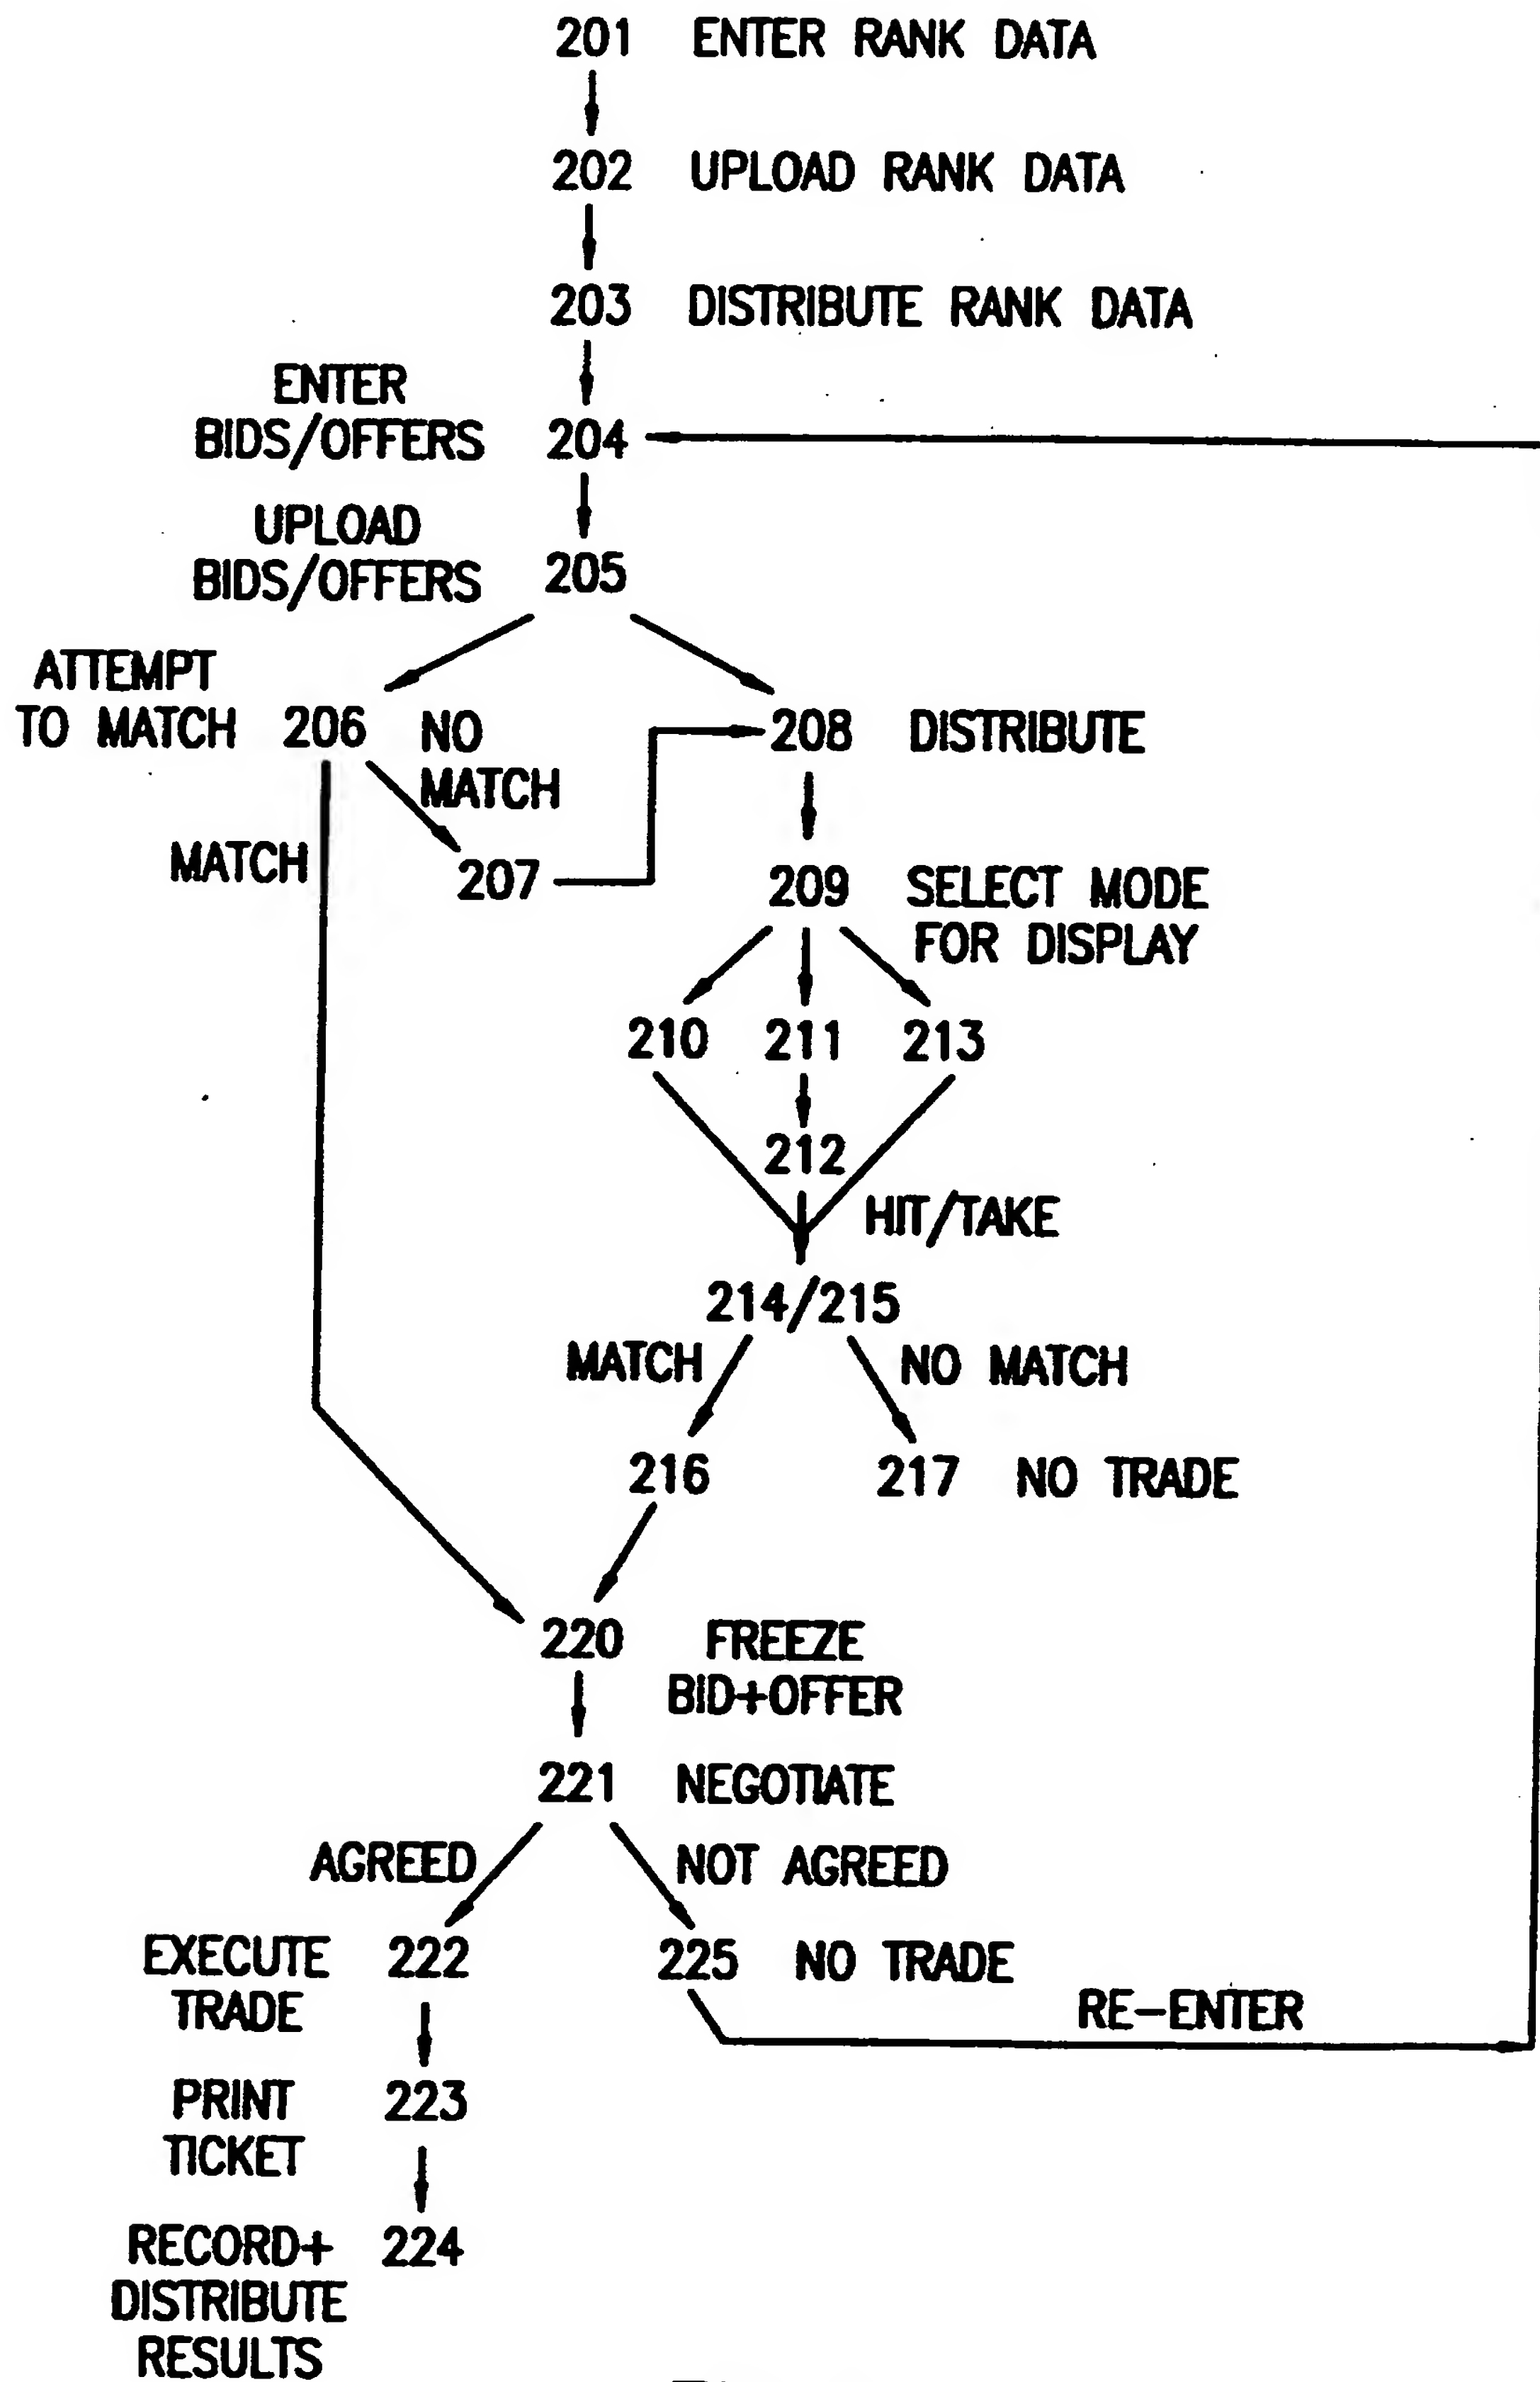 201 ENTER RANK DATA
202 UPLOAD RANK DATA
203 DISTRIBUTE RANK DATA
ENTER
BIDS/OFFERS 204
UPLOAD
BIDS/OFFERS 205
ATTEMPT
TO MATCH 206 NO 208 DISTRIBUTE
MATCH
MATCH 207 209 SELECT MODE
FOR DISPLAY
210 211 213
212
HIT/TAKE
214/215
MATCH NO MATCH
216 217 NO TRADE
220 FREEZE
BID+OFFER
221 NEGOTIATE
AGREED NOT AGREED
EXECUTE 222 225 NO TRADE
TRADE RE-ENTER
PRINT 223
TICKET
RECORD+ 224
DISTRIBUTE
RESULTS